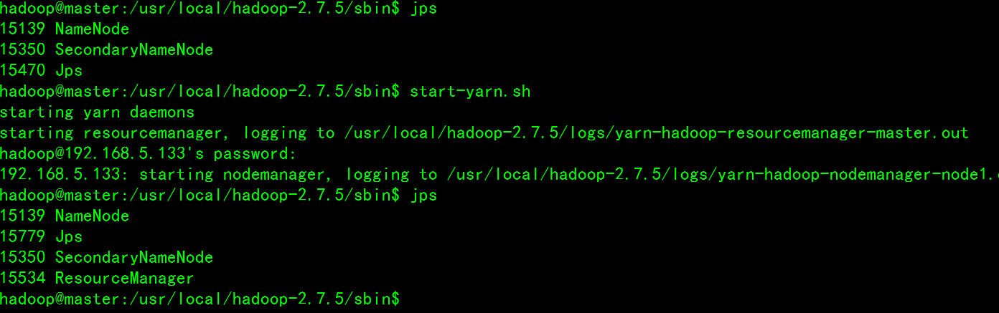 hadoop@master:/usr/local/hadoop-2.7.5/sbin$ jps
15139 NameNode
15350 SecondaryNameNode
15470 Jps
hadoop@master:/usr/local/hadoop-2.7.5/sbin$ start-yarn.sh
starting yarn daemons
starting resourcemanager, logging to /usr/local/hadoop-2.7.5/logs/yarn-hadoop-resourcemanager-master.out
hadoop@192.168.5.133's password:
192.168.5.133: starting nodemanager, logging to /usr/local/hadoop-2.7.5/logs/yarn-hadoop-nodemanager-node1.
hadoop@master:/usr/local/hadoop-2.7.5/sbin$ jps
15139 NameNode
15779 Jps
15350 SecondaryNameNode
15534 ResourceManager
hadoop@master:/usr/local/hadoop-2.7.5/sbin$